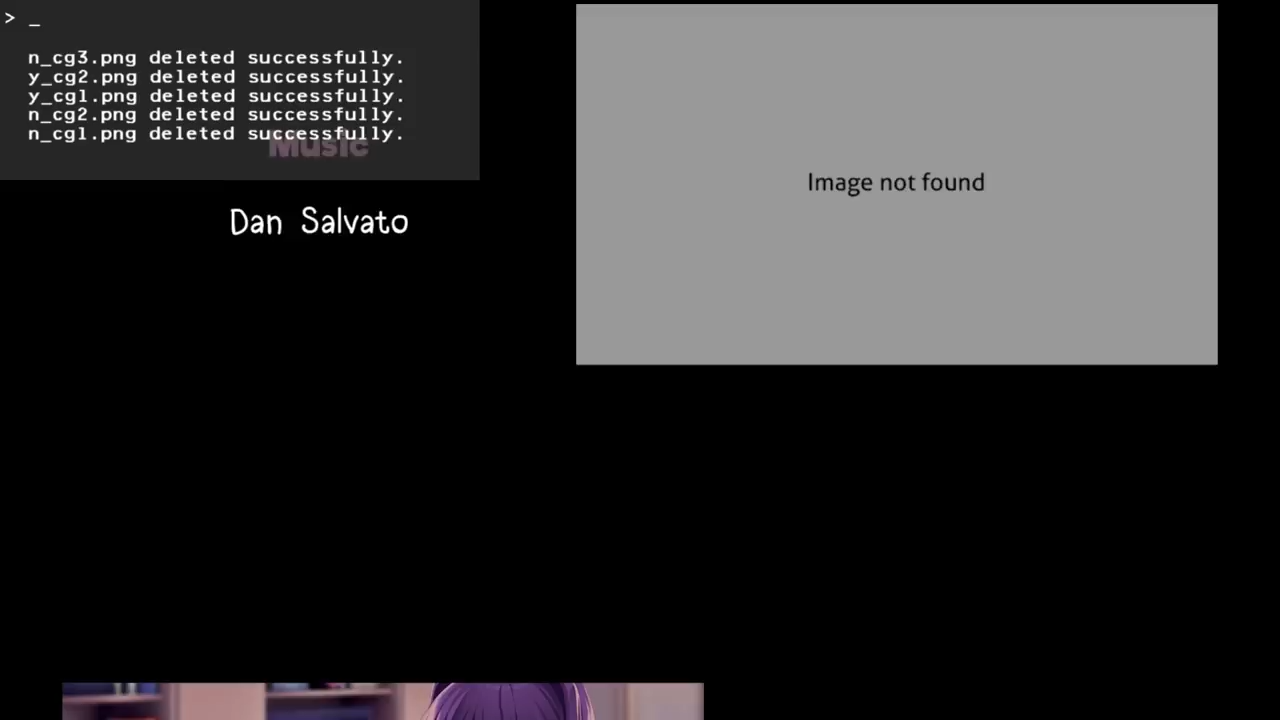 > _
n_cg3.png deleted successfully.
y_cg2.png deleted successfully.
y_cg1.png deleted successfully.
n_cg2.png deleted successfully.
n_cg1.png deleted successfully.
Music
Dan Salvato
Image not found